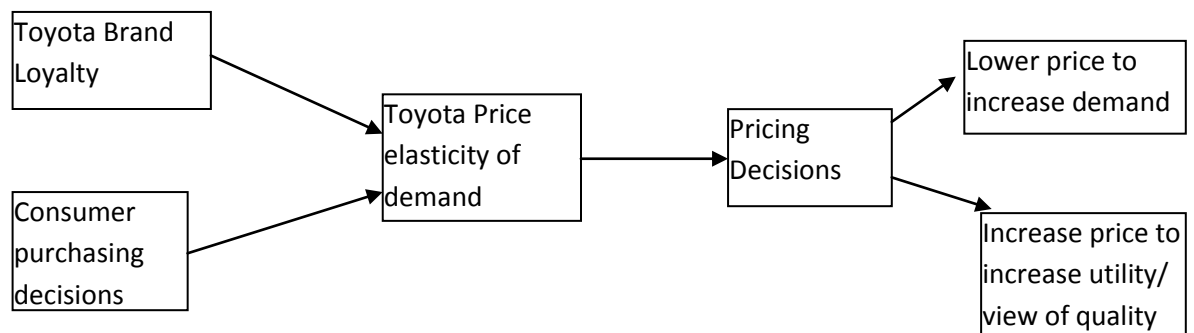 Toyota Brand
Loyalty
Consumer
purchasing
decisions
Toyota Price
elasticity of
demand
Pricing
Decisions
Lower price to
increase demand
Increase price to
increase utility/
view of quality